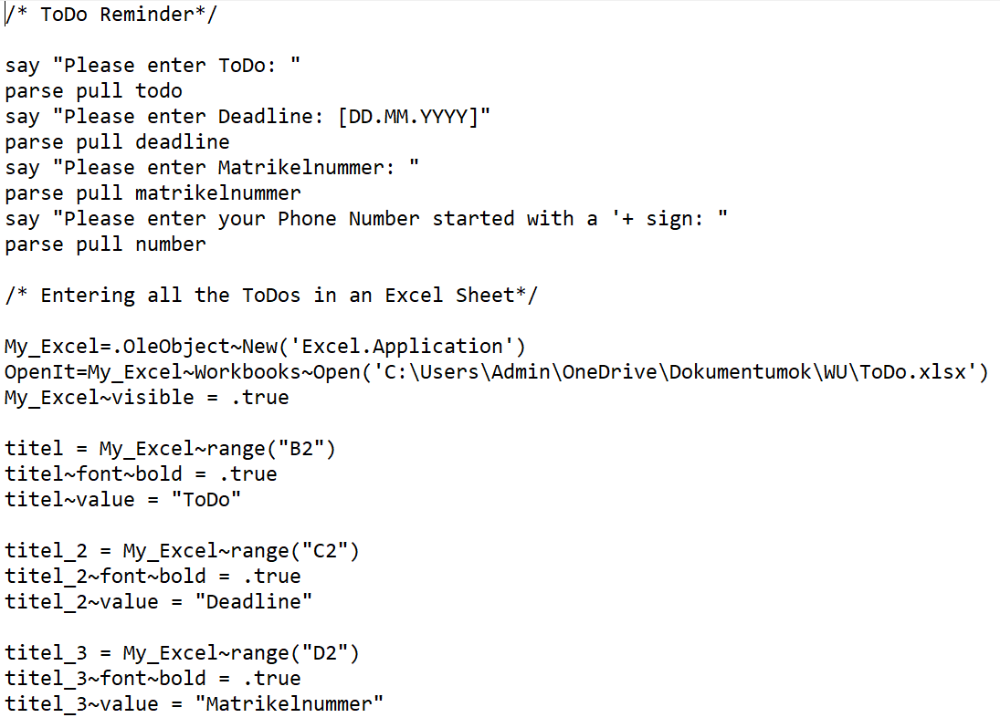 /* ToDo Reminder*/
say "Please enter ToDo: "
parse pull todo
say "Please enter Deadline: [DD.MM.YYYY]"
parse pull deadline
say "Please enter Matrikelnummer: "
parse pull matrikelnummer
say "Please enter your Phone Number started with a '+ sign: "
parse pull number
/* Entering all the ToDos in an Excel Sheet*/
My_Excel=.OleObject~New('Excel.Application')
OpenIt=My_Excel~Workbooks~Open('C:\Users\Admin\OneDrive\Dokumentumok\WU\ToDo.xlsx')
My_Excel~visible = .true
titel = My_Excel~range("B2")
titel~font~bold = .true
titel~value = "ToDo"
titel_2 = My_Excel~range("C2")
titel_2~font~bold = .true
titel_2~value = "Deadline"
titel_3 = My_Excel~range("D2")
titel_3~font~bold = .true
titel_3~value = "Matrikelnummer"